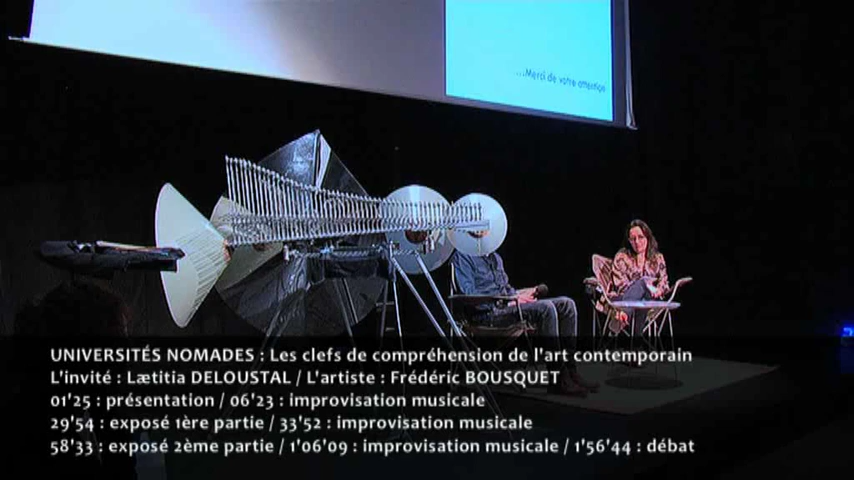 ...Merci de votre attention
UNIVERSITÉS NOMADES : Les clefs de compréhension de l'art contemporain
L'invité : Lætitia DELOUSTAL / L'artiste : Frédéric BOUSQUET
01'25 : présentation / 06'23 : improvisation musicale
29'54 : exposé 1ère partie / 33'52 : improvisation musicale
58'33 : exposé 2ème partie / 1'06'09 : improvisation musicale / 1'56'44 : débat